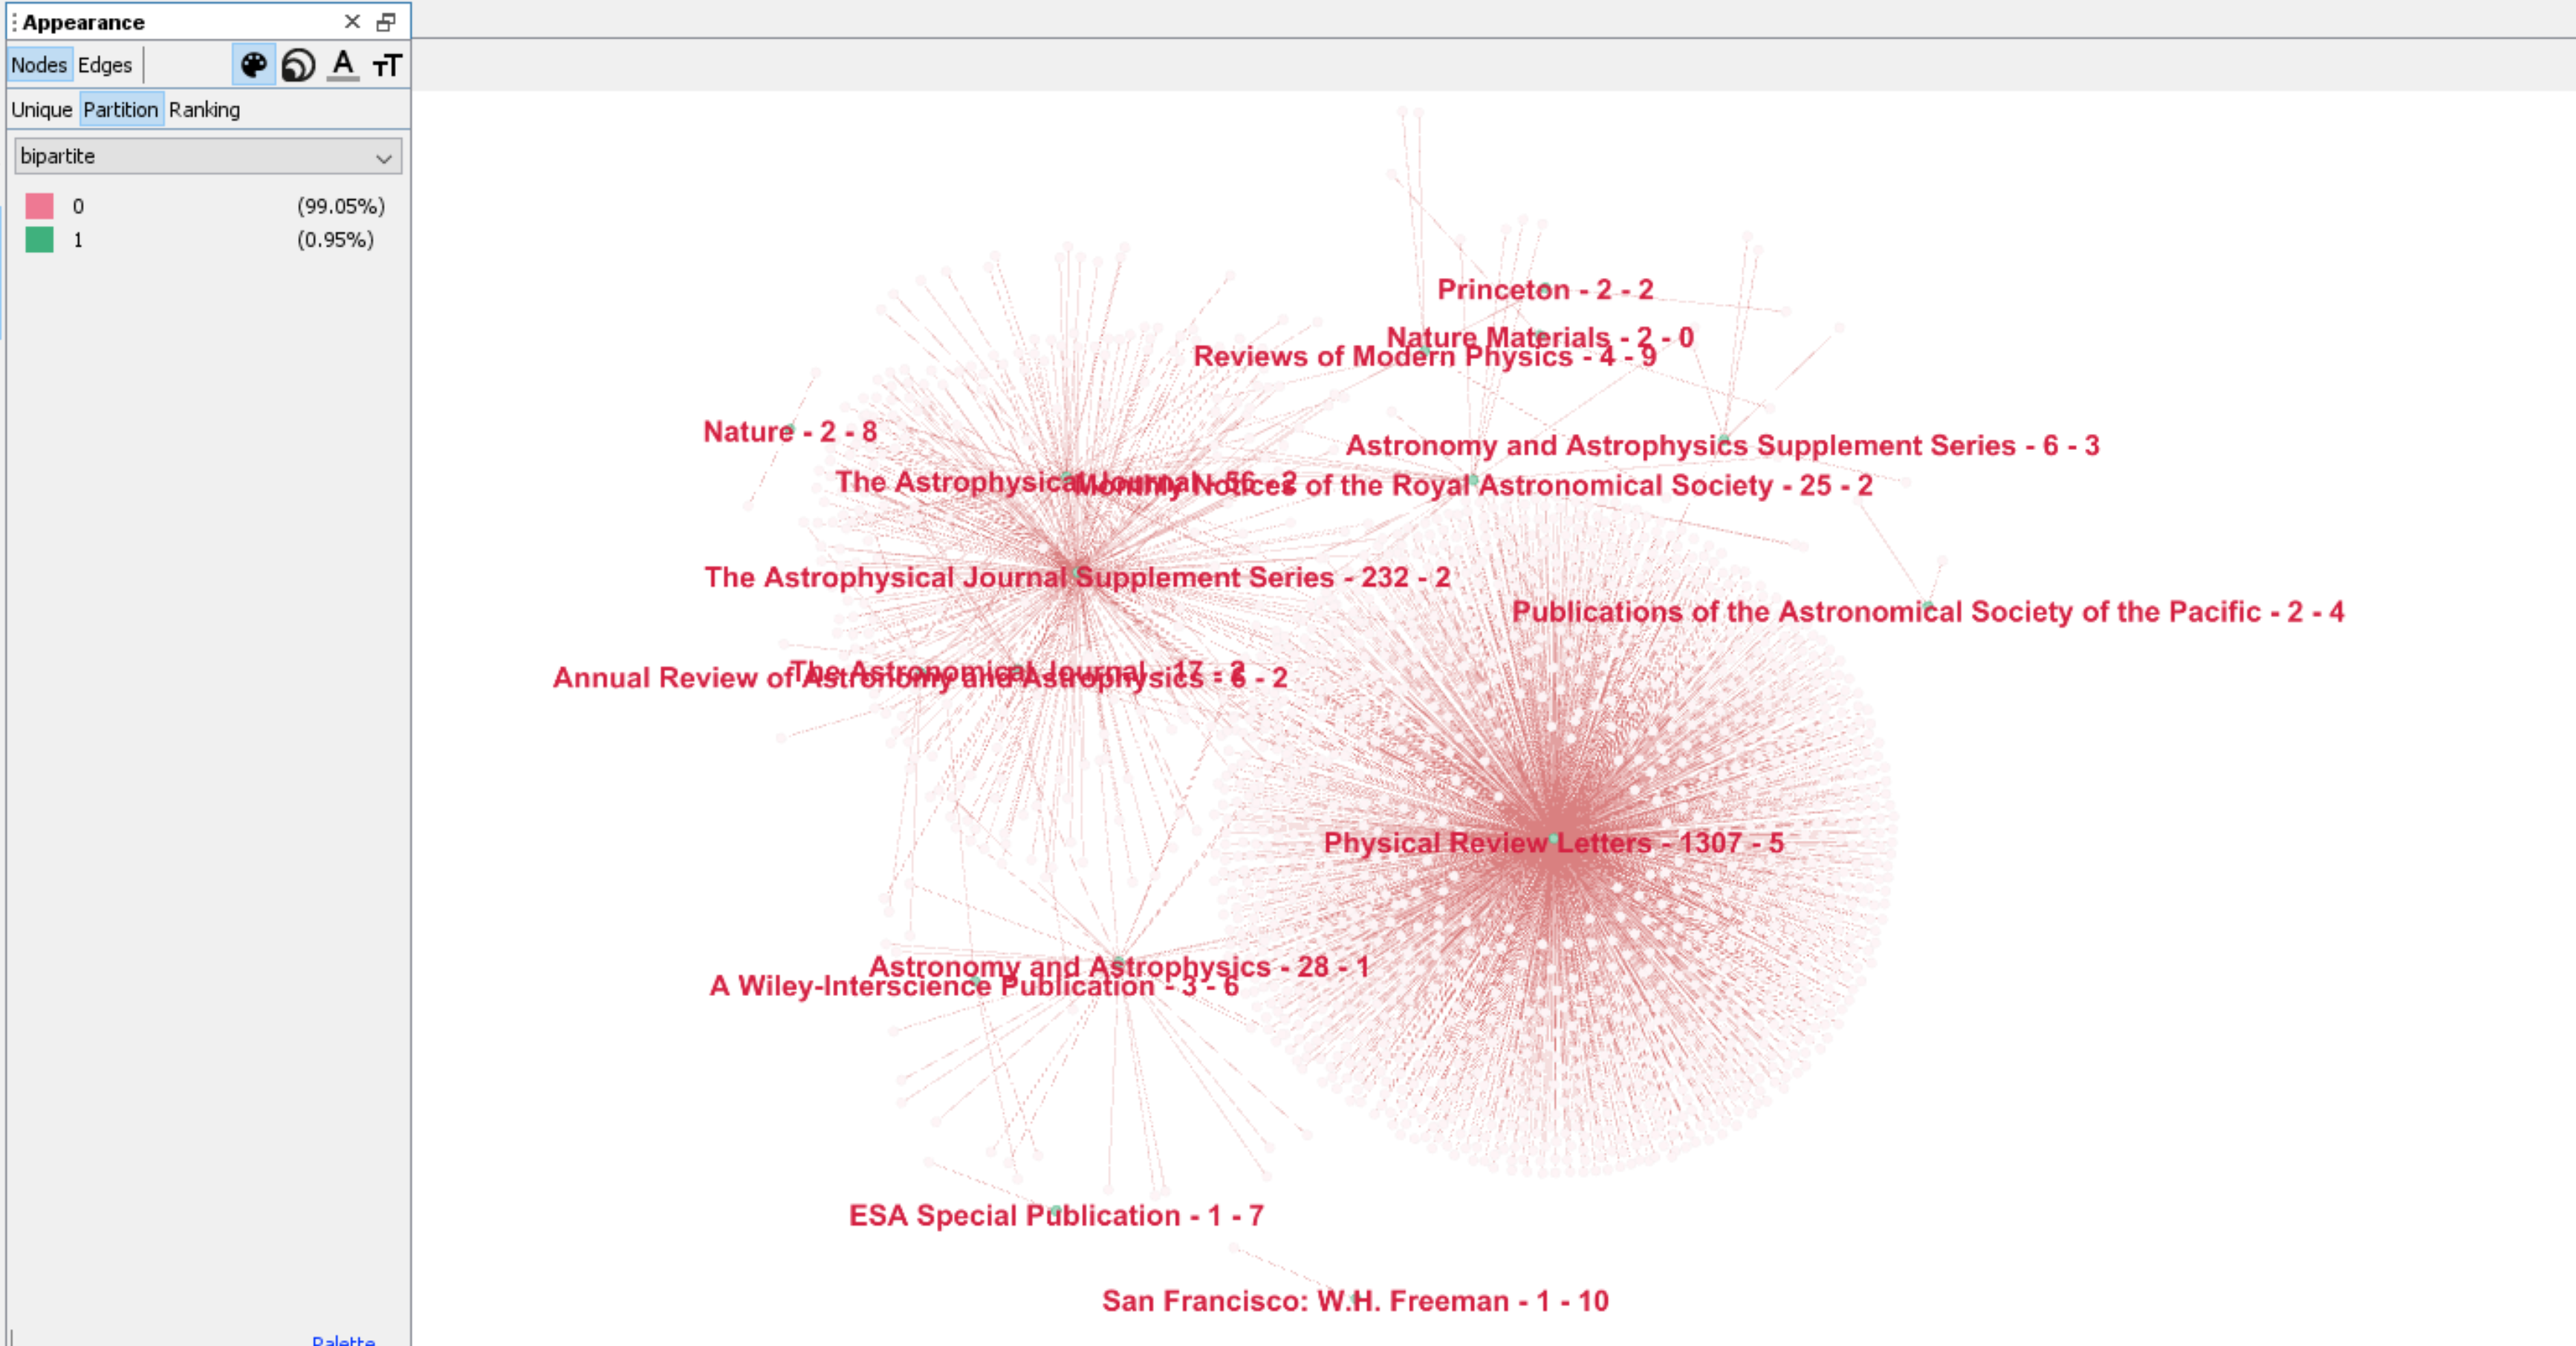 Appearance
Nodes Edges A TT
Unique Partition Ranking
bipartite
0 (99.05%)
1 (0.95%)
Palette
Princeton - 2 - 2
Nature Materials - 2 - 0
Reviews of Modern Physics - 4 - 9
Nature - 2 - 8
Astronomy and Astrophysics Supplement Series - 6 - 3
The Astrophysical Journal - 56 - 2
Monthly Notices of the Royal Astronomical Society - 25 - 2
The Astrophysical Journal Supplement Series - 232 - 2
Publications of the Astronomical Society of the Pacific - 2 - 4
The Astronomical Journal - 17 - 2
Annual Review of Astronomy and Astrophysics - 6 - 2
Physical Review Letters - 1307 - 5
Astronomy and Astrophysics - 28 - 1
A Wiley-Interscience Publication - 3 - 6
ESA Special Publication - 1 - 7
San Francisco: W.H. Freeman - 1 - 10